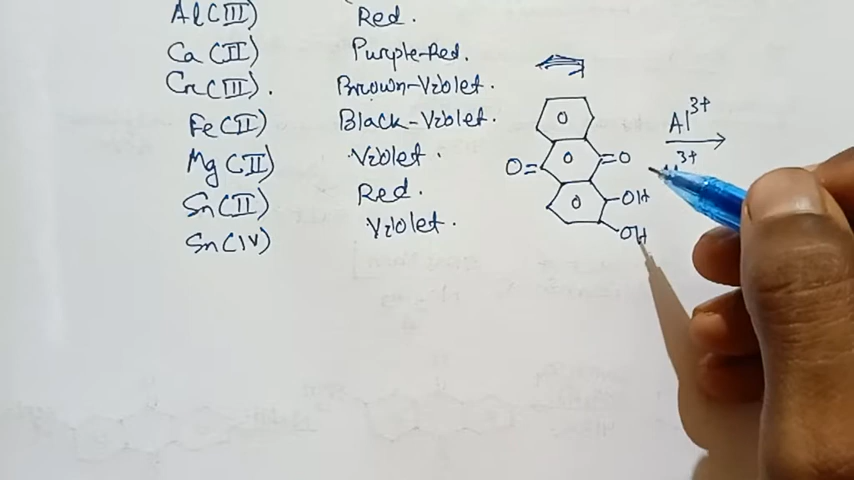 Al(III) Red.
Ca(II) Purple-Red.
Cr(III). Brown-Violet.
Fe(II) Black-Violet.
Mg(II) Violet.
Sn(II) Red.
Sn(IV) Violet.
O
Al3+
O= O =O
3+
O OH
OH